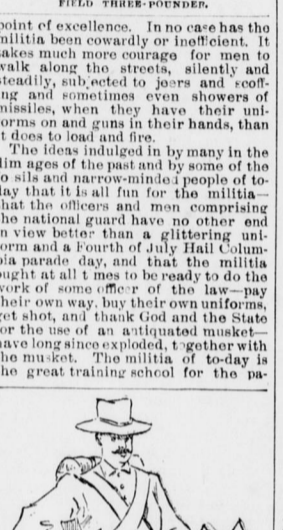 FIELD THREE-POUNDER.
point of excellence. In no case has the
militia been cowardly or inefficient. It
takes much more courage for men to
walk along the streets, silently and
steadily, subjected to jeers and scoff-
ing and sometimes even showers of
missiles, when they have their uni-
forms on and guns in their hands, than
it does to load and fire.
The ideas indulged in by many in the
dim ages of the past and by some of the
fo sils and narrow-minded people of to-
day that it is all fun for the militia—
that the officers and men comprising
the national guard have no other end
in view better than a glittering uni-
form and a Fourth of July Hail Colum-
bia parade day, and that the militia
ought at all t mes to be ready to do the
work of some officer of the law—pay
their own way, buy their own uniforms,
get shot, and thank God and the State
for the use of an antiquated musket—
have long since exploded, together with
the musket. The militia of to-day is
the great training school for the pa-